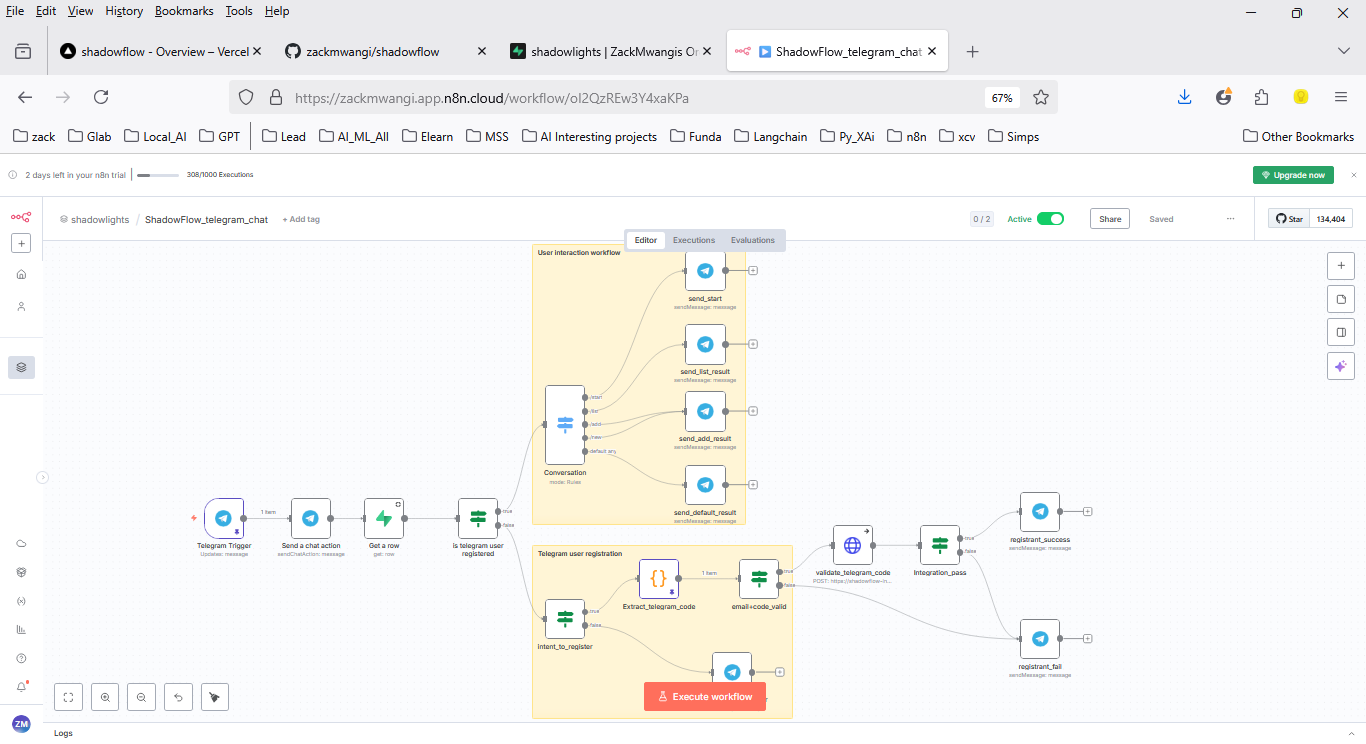 File Edit View History Bookmarks Tools Help
shadowflow - Overview – Vercel
zackmwangi/shadowflow
shadowlights | ZackMwangis Or
ShadowFlow_telegram_chat
https://zackmwangi.app.n8n.cloud/workflow/oI2QzREw3Y4xaKPa
67%
zack Glab Local_AI GPT Lead AI_ML_All Elearn MSS AI Interesting projects Funda Langchain Py_XAi n8n xcv Simps Other Bookmarks
2 days left in your n8n trial 308/1000 Executions Upgrade now
shadowlights / ShadowFlow_telegram_chat + Add tag 0 / 2 Active Share Saved ... Star 134,404
Editor Executions Evaluations
User interaction workflow
send_start
sendMessage: message
send_list_result
sendMessage: message
/start
/list
/add
/new
default any
send_add_result
sendMessage: message
Conversation
mode: Rules
send_default_result
sendMessage: message
1 item
true
false
Telegram Trigger
Updates: message
Send a chat action
sendChatAction: message
Get a row
get: row
is telegram user
registered
Telegram user registration
1 item
true
false
Extract_telegram_code
email+code_valid
true
false
intent_to_register
validate_telegram_code
POST: https://shadowflow-in...
true
false
Integration_pass
registrant_success
sendMessage: message
registrant_fail
sendMessage: message
Execute workflow
ZM
Logs